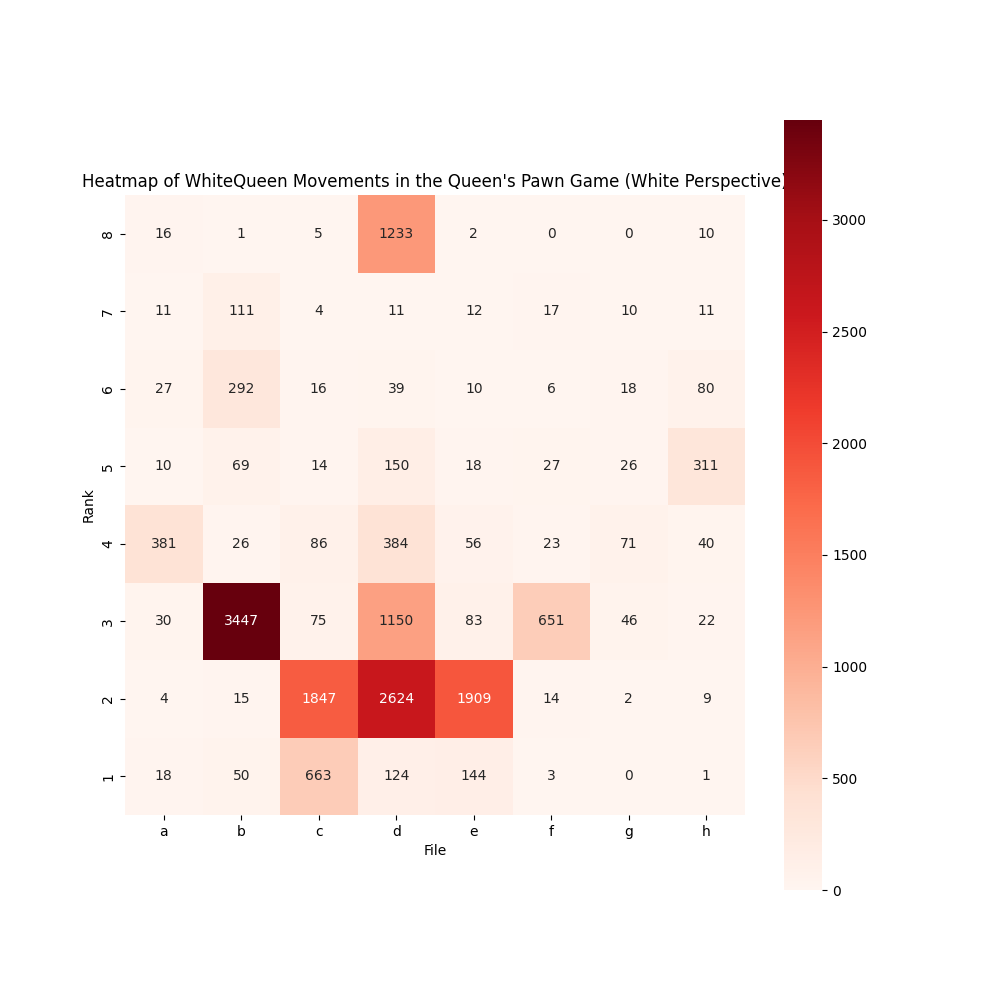 Heatmap of WhiteQueen Movements in the Queen's Pawn Game (White Perspective)
8 16 1 5 1233 2 0 0 10
7 11 111 4 11 12 17 10 11
6 27 292 16 39 10 6 18 80
5 10 69 14 150 18 27 26 311
Rank
4 381 26 86 384 56 23 71 40
3 30 3447 75 1150 83 651 46 22
2 4 15 1847 2624 1909 14 2 9
1 18 50 663 124 144 3 0 1
a b c d e f g h
File
3000
2500
2000
1500
1000
500
0